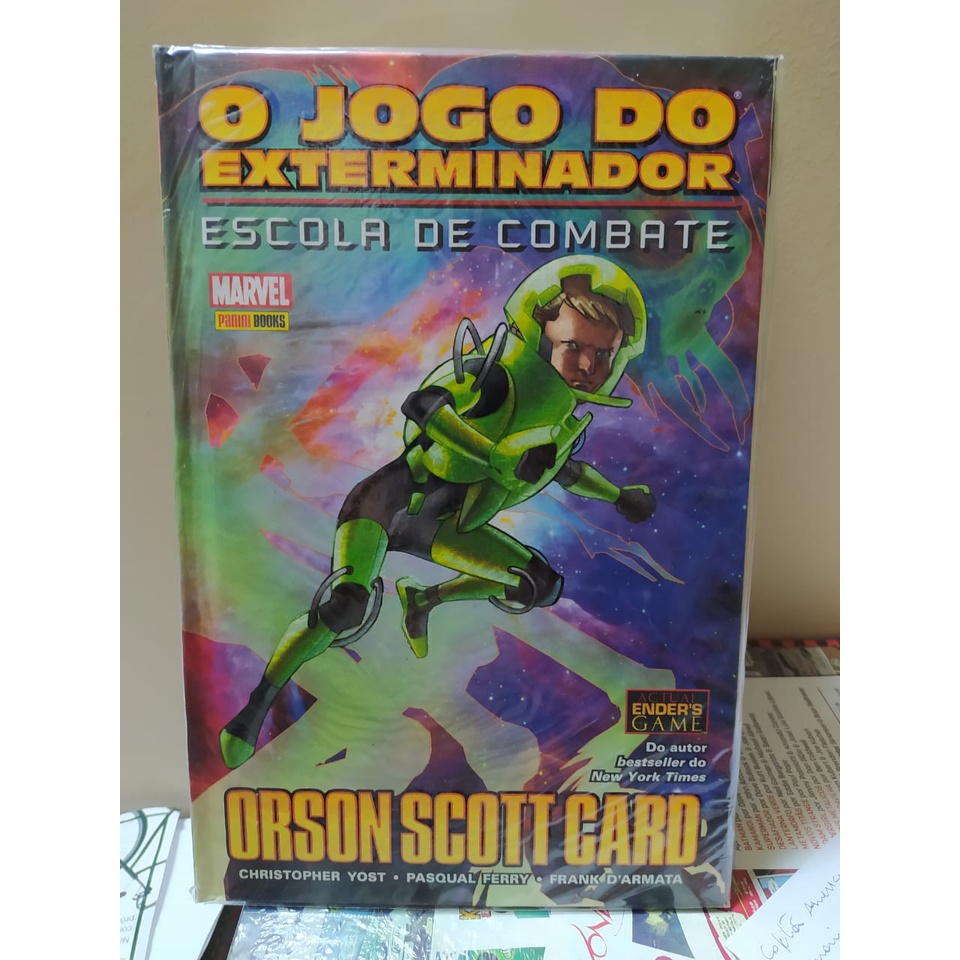 O JOGO DO®
EXTERMINADOR
ESCOLA DE COMBATE
MARVEL
PANINI BOOKS
ACTUAL
ENDER'S
GAME
Do autor
bestseller do
New York Times
ORSON SCOTT CARD
CHRISTOPHER YOST • PASQUAL FERRY • FRANK D'ARMATA